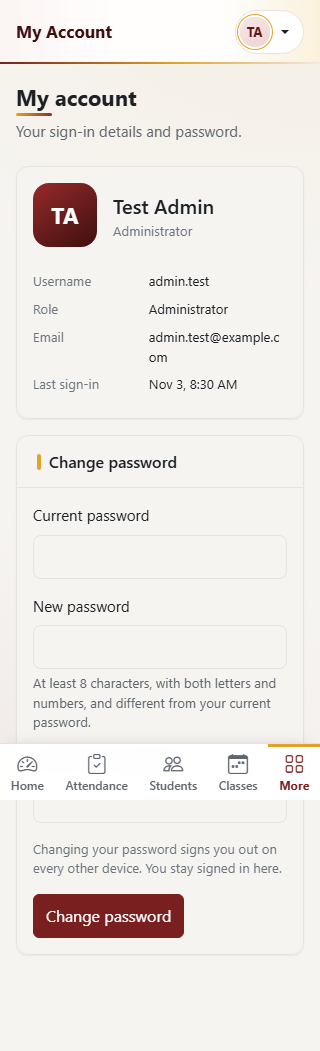 My Account
TA
My account
Your sign-in details and password.
TA
Test Admin
Administrator
Username
admin.test
Role
Administrator
Email
admin.test@example.c
om
Last sign-in
Nov 3, 8:30 AM
Change password
Current password
New password
At least 8 characters, with both letters and
numbers, and different from your current
password.
Home
Attendance
Students
Classes
More
Changing your password signs you out on
every other device. You stay signed in here.
Change password